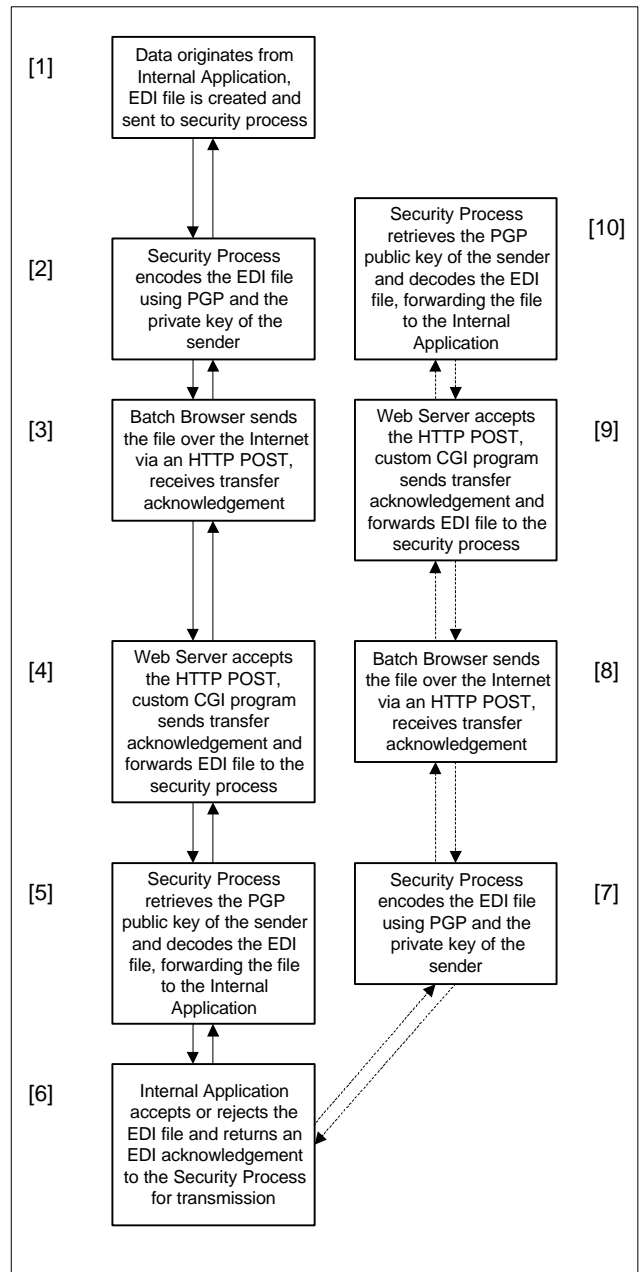 [1]
Data originates from
Internal Application,
EDI file is created and
sent to security process
[2]
Security Process
encodes the EDI file
using PGP and the
private key of the
sender
[3]
Batch Browser sends
the file over the Internet
via an HTTP POST,
receives transfer
acknowledgement
[4]
Web Server accepts
the HTTP POST,
custom CGI program
sends transfer
acknowledgement and
forwards EDI file to the
security process
[5]
Security Process
retrieves the PGP
public key of the sender
and decodes the EDI
file, forwarding the file
to the Internal
Application
[6]
Internal Application
accepts or rejects the
EDI file and returns an
EDI acknowledgement
to the Security Process
for transmission
[7]
Security Process
encodes the EDI file
using PGP and the
private key of the
sender
[8]
Batch Browser sends
the file over the Internet
via an HTTP POST,
receives transfer
acknowledgement
[9]
Web Server accepts
the HTTP POST,
custom CGI program
sends transfer
acknowledgement and
forwards EDI file to the
security process
[10]
Security Process
retrieves the PGP
public key of the sender
and decodes the EDI
file, forwarding the file
to the Internal
Application